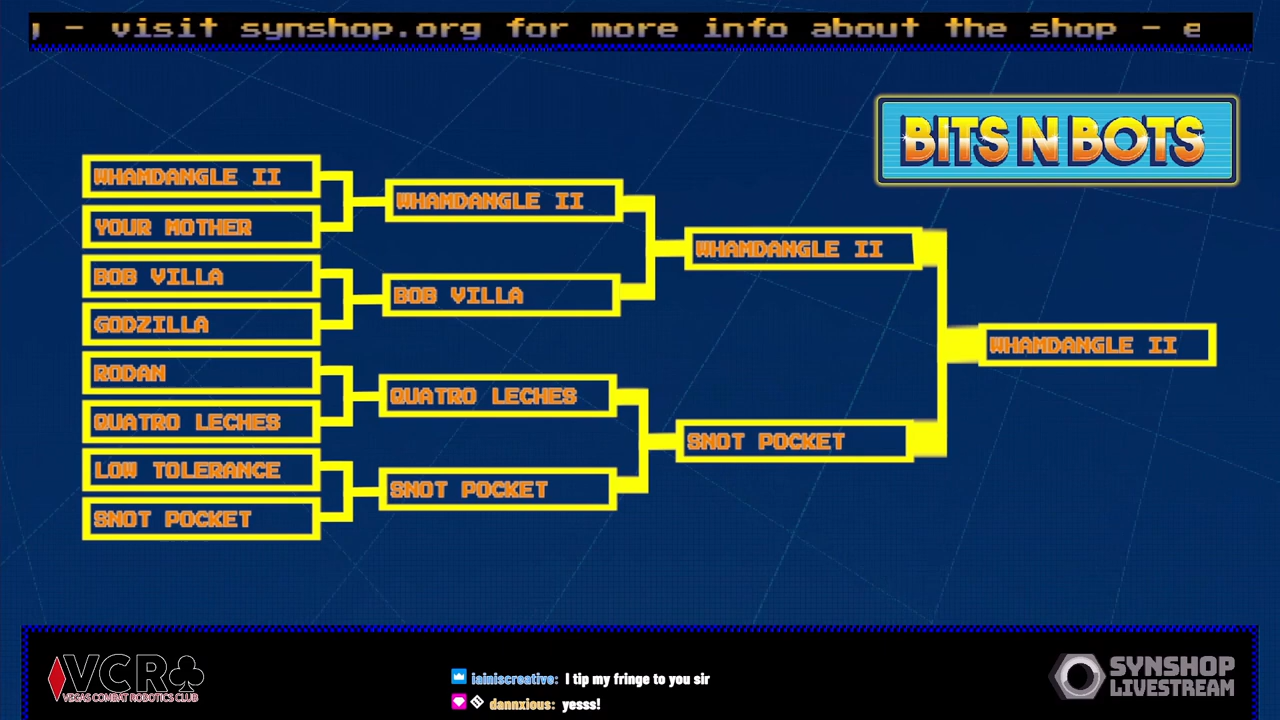 - visit synshop.org for more info about the shop -
BITS N BOTS
WHAMDANGLE II
YOUR MOTHER
BOB VILLA
GODZILLA
RODAN
QUATRO LECHES
LOW TOLERANCE
SNOT POCKET
WHAMDANGLE II
BOB VILLA
QUATRO LECHES
SNOT POCKET
WHAMDANGLE II
SNOT POCKET
WHAMDANGLE II
VCR
VEGAS COMBAT ROBOTICS CLUB
iainiscreative: I tip my fringe to you sir
dannxious: yesss!
SYNSHOP
LIVESTREAM